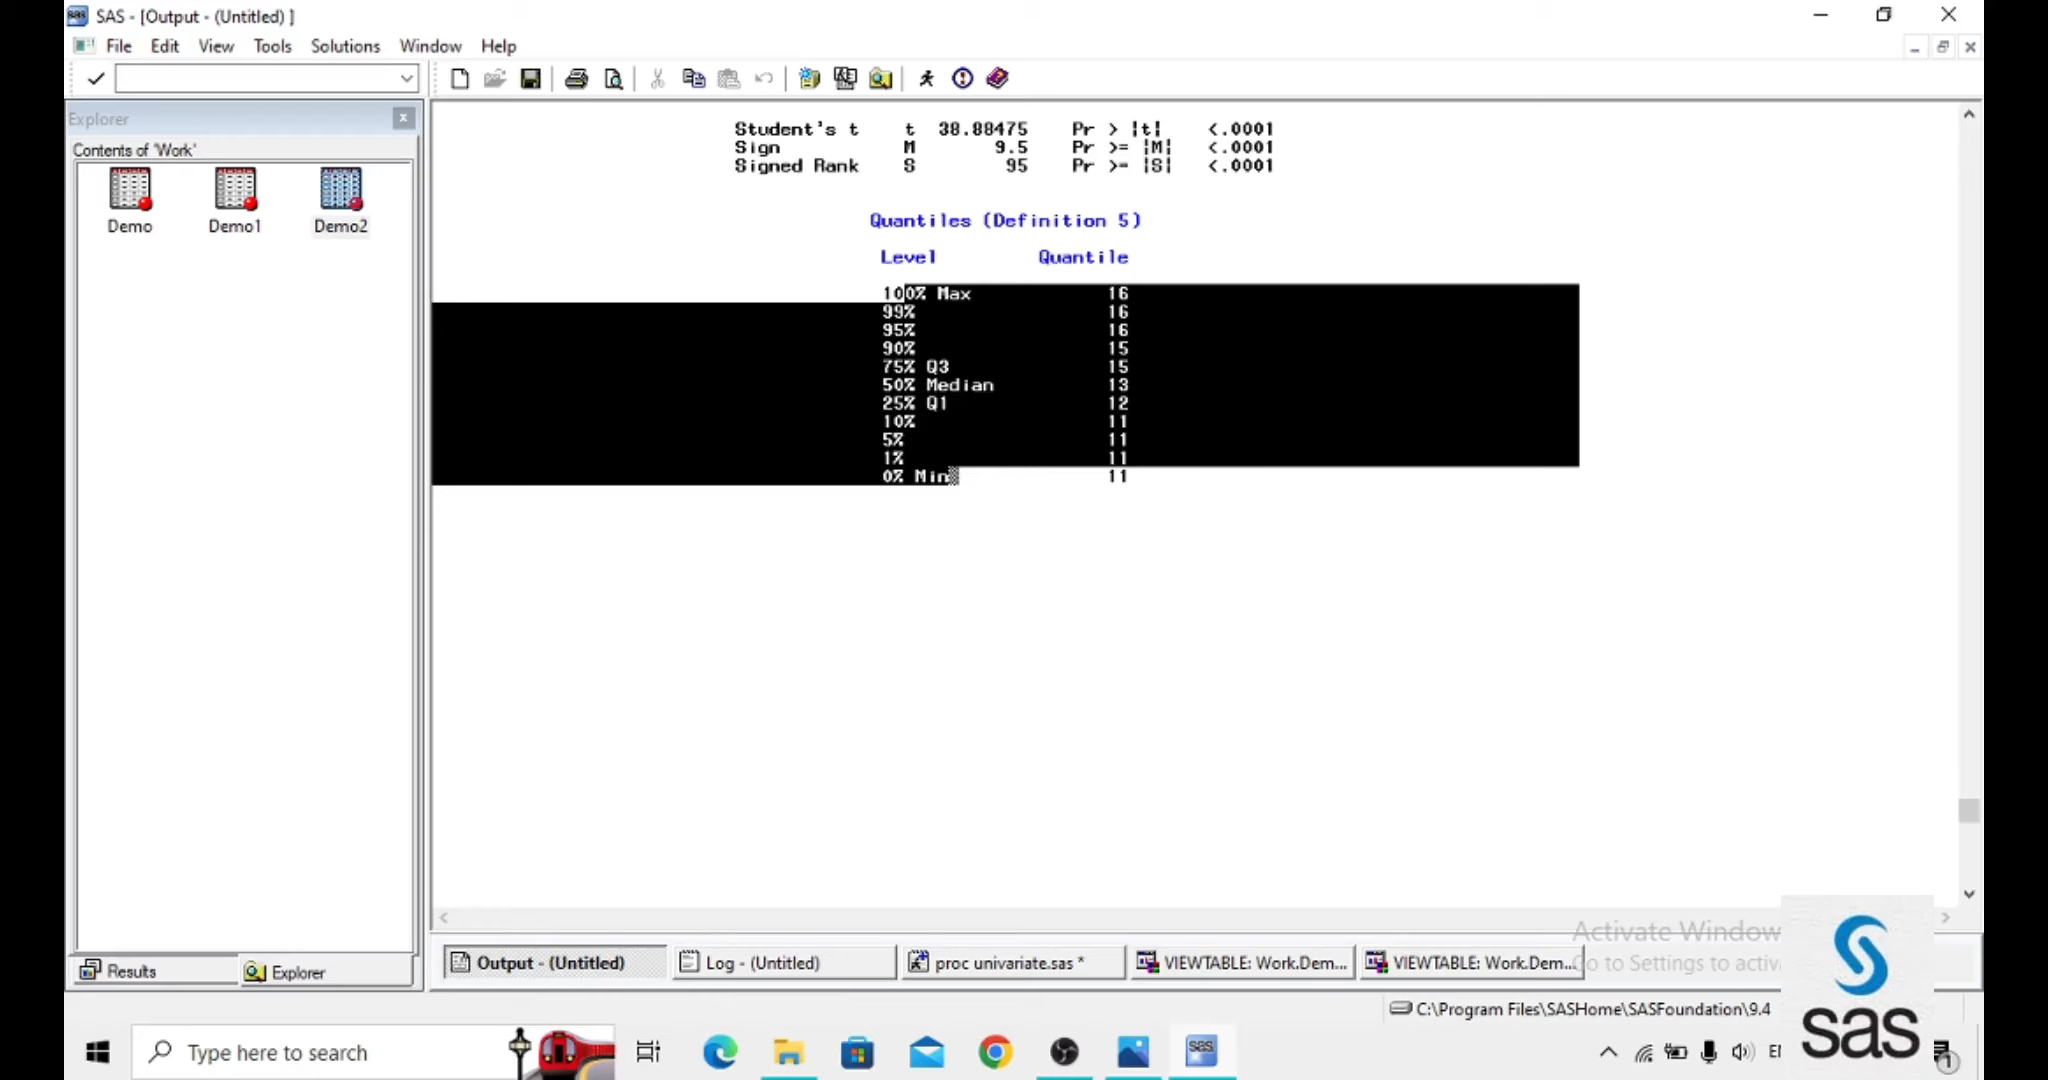 SAS - [Output - (Untitled) ]
File Edit View Tools Solutions Window Help
Explorer
Contents of 'Work'
Demo Demo1 Demo2
Student's t t 38.88475 Pr > |t| <.0001
Sign M 9.5 Pr >= |M| <.0001
Signed Rank S 95 Pr >= |S| <.0001
Quantiles (Definition 5)
Level Quantile
100% Max 16
99% 16
95% 16
90% 15
75% Q3 15
50% Median 13
25% Q1 12
10% 11
5% 11
1% 11
0% Min 11
Results Explorer
Output - (Untitled) Log - (Untitled) proc univariate.sas * VIEWTABLE: Work.Dem... VIEWTABLE: Work.Dem...
Activate Window
Go to Settings to activ
C:\Program Files\SASHome\SASFoundation\9.4
Type here to search
sas
1